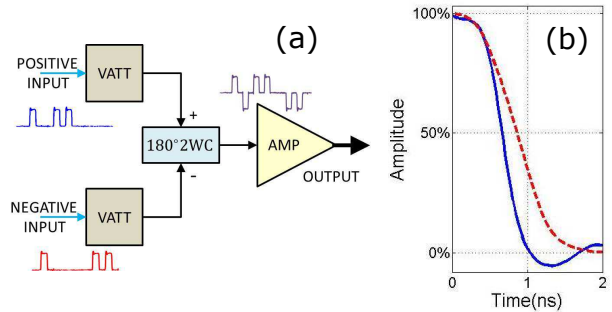 (a)
POSITIVE
INPUT
VATT
+
180°2WC
-
AMP
OUTPUT
NEGATIVE
INPUT
VATT
(b)
100%
50%
0%
Amplitude
0
1
2
Time(ns)